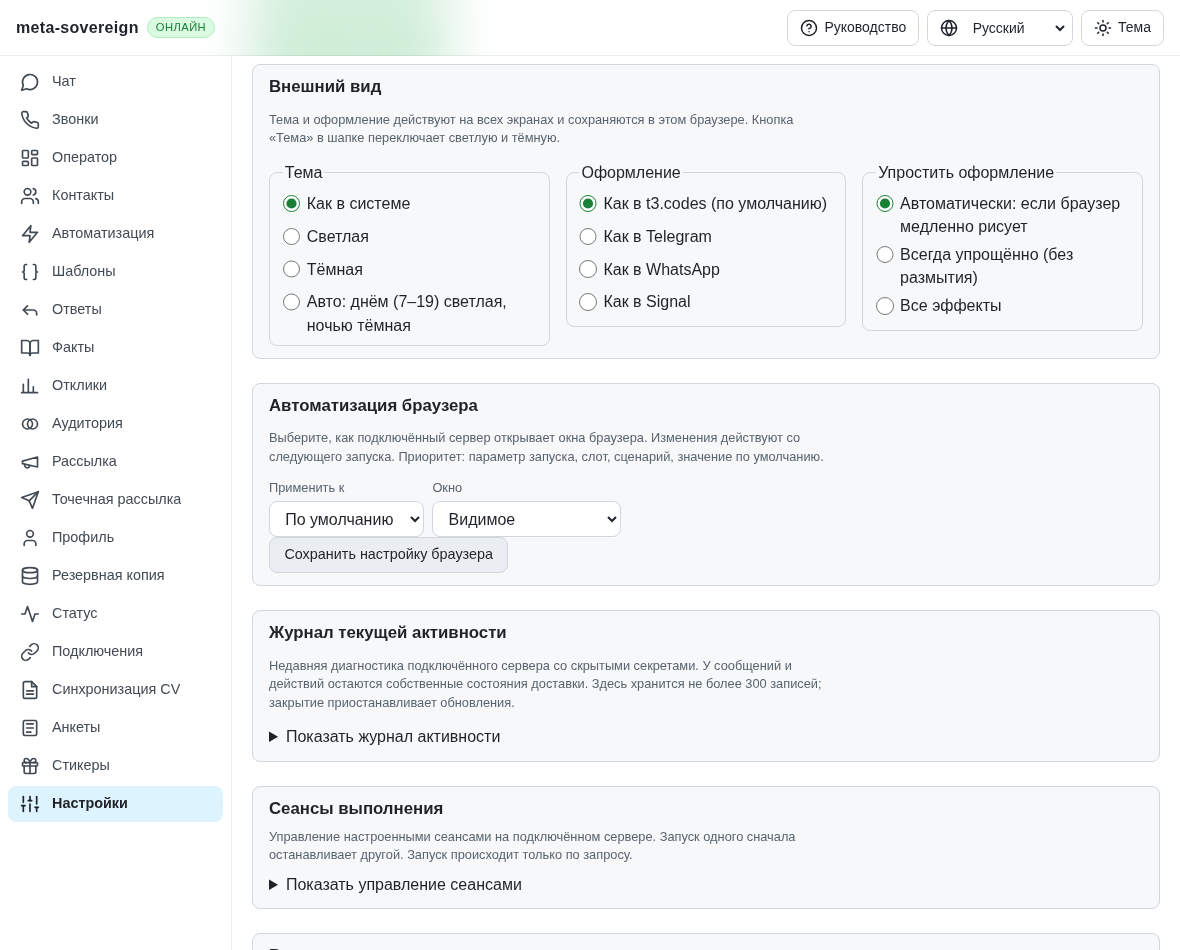 meta-sovereign
ОНЛАЙН
Руководство
Русский
Тема
Чат
Звонки
Оператор
Контакты
Автоматизация
Шаблоны
Ответы
Факты
Отклики
Аудитория
Рассылка
Точечная рассылка
Профиль
Резервная копия
Статус
Подключения
Синхронизация CV
Анкеты
Стикеры
Настройки
Внешний вид
Тема и оформление действуют на всех экранах и сохраняются в этом браузере. Кнопка
«Тема» в шапке переключает светлую и тёмную.
Тема
Как в системе
Светлая
Тёмная
Авто: днём (7–19) светлая,
ночью тёмная
Оформление
Как в t3.codes (по умолчанию)
Как в Telegram
Как в WhatsApp
Как в Signal
Упростить оформление
Автоматически: если браузер
медленно рисует
Всегда упрощённо (без
размытия)
Все эффекты
Автоматизация браузера
Выберите, как подключённый сервер открывает окна браузера. Изменения действуют со
следующего запуска. Приоритет: параметр запуска, слот, сценарий, значение по умолчанию.
Применить к
Окно
По умолчанию
Видимое
Сохранить настройку браузера
Журнал текущей активности
Недавняя диагностика подключённого сервера со скрытыми секретами. У сообщений и
действий остаются собственные состояния доставки. Здесь хранится не более 300 записей;
закрытие приостанавливает обновления.
Показать журнал активности
Сеансы выполнения
Управление настроенными сеансами на подключённом сервере. Запуск одного сначала
останавливает другой. Запуск происходит только по запросу.
Показать управление сеансами